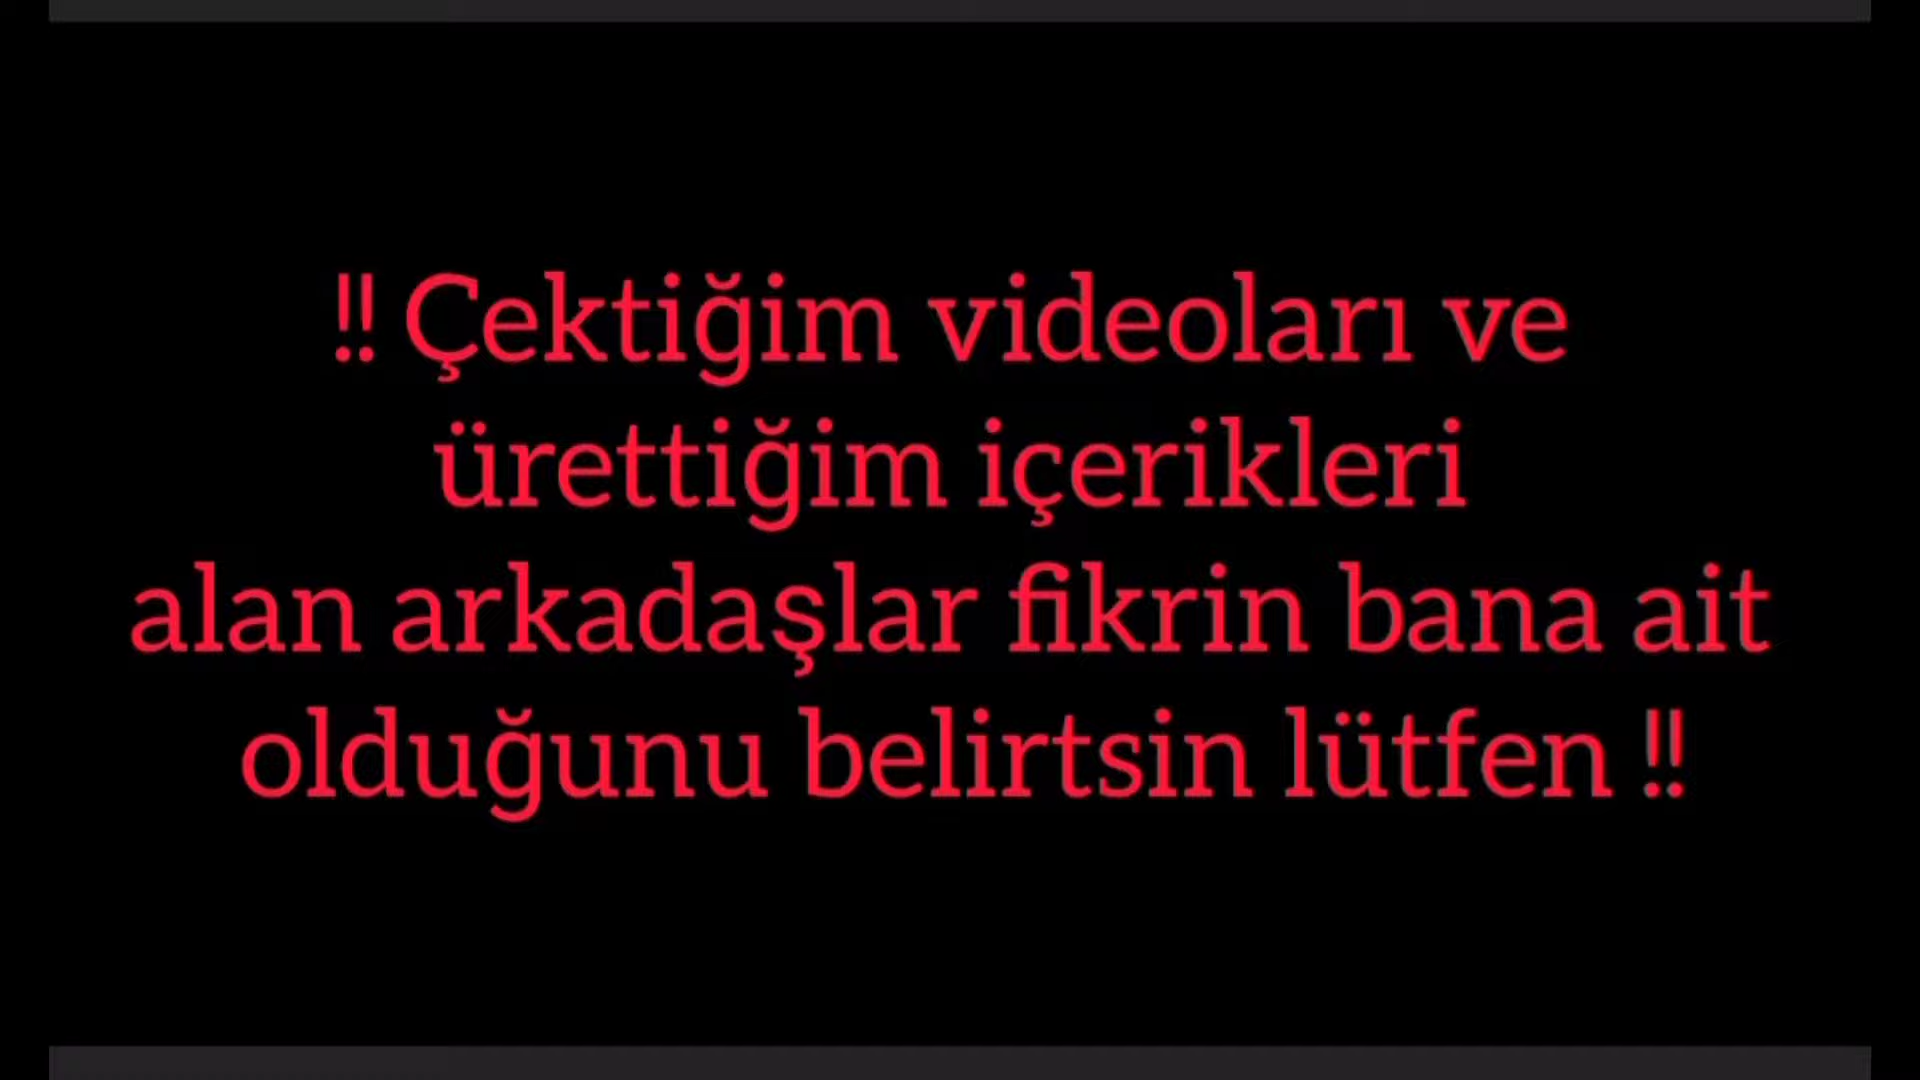 !! Çektiğim videoları ve
ürettiğim içerikleri
alan arkadaşlar fikrin bana ait
olduğunu belirtsin lütfen !!